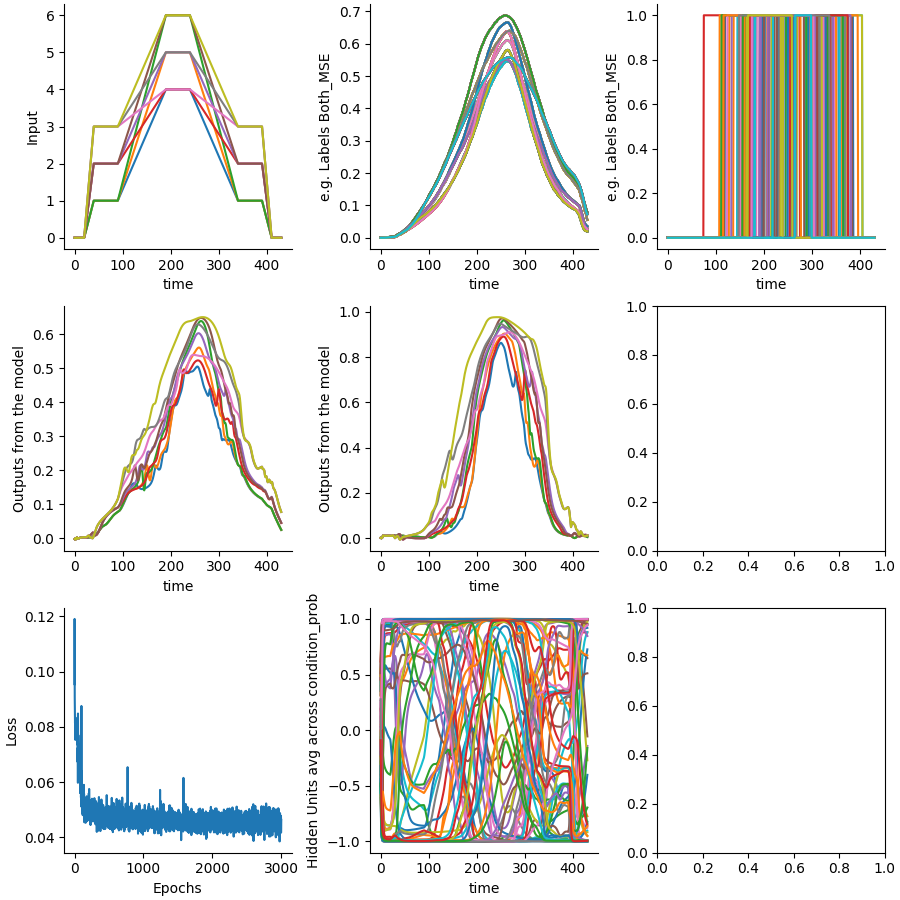 Input
6
5
4
3
2
1
0
0 100 200 300 400
time
e.g. Labels Both_MSE
0.7
0.6
0.5
0.4
0.3
0.2
0.1
0.0
0 100 200 300 400
time
e.g. Labels Both_MSE
1.0
0.8
0.6
0.4
0.2
0.0
0 100 200 300 400
time
Outputs from the model
0.6
0.5
0.4
0.3
0.2
0.1
0.0
0 100 200 300 400
time
Outputs from the model
1.0
0.8
0.6
0.4
0.2
0.0
0 100 200 300 400
time
1.0
0.8
0.6
0.4
0.2
0.0
0.0 0.2 0.4 0.6 0.8 1.0
Loss
0.12
0.10
0.08
0.06
0.04
0 1000 2000 3000
Epochs
Hidden Units avg across condition_prob
1.0
0.5
0.0
−0.5
−1.0
0 100 200 300 400
time
1.0
0.8
0.6
0.4
0.2
0.0
0.0 0.2 0.4 0.6 0.8 1.0